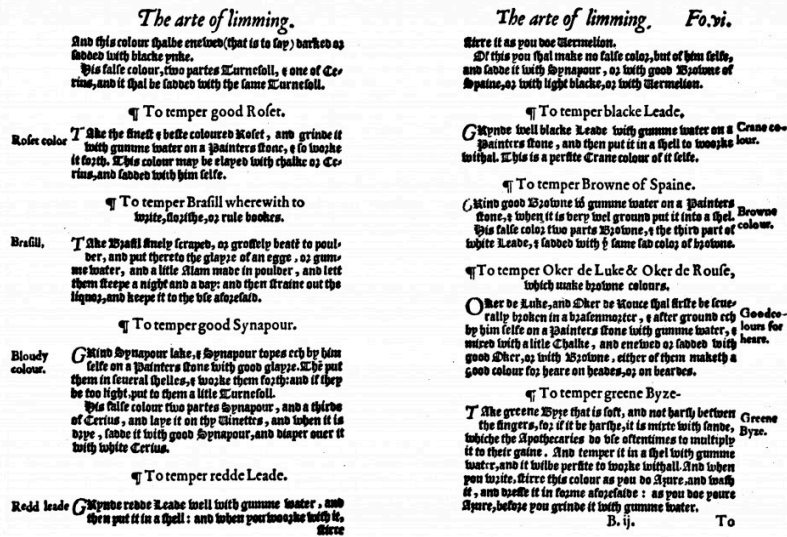 The arte of limming.
And this colour shalbe enewed (that is to say) darked or
sadded with blacke ynke.
His false colour, two partes Turnesoll, & one of Ce-
rius, and it shal be sadded with the same Turnesoll.
¶ To temper good Roset.
Roset color
TAke the finest & beste coloured Roset, and grinde it
with gumme water on a Painters stone, & so worke
it forth. This colour may be elayed with chalke or Ce-
rius, and sadded with him selfe.
¶ To temper Brasill wherewith to
write, florishe, or rule bookes.
Brasill,
TAke Brasil finely scraped, or grossely beatē to poul-
der, and put thereto the glayre of an egge, or gum-
me water, and a litle Alam made in poulder, and lett
them steepe a night and a day: and then straine out the
liquor, and keepe it to the vse aforesaid.
¶ To temper good Synapour.
Bloudy
colour.
GRind Synapour lake, & Synapour topes ech by him
selfe on a Painters stone with good glayre. Thē put
them in seueral shelles, & worke them forth: and if they
be too light, put to them a litle Turnesoll.
His false colour two partes Synapour, and a thirde
of Cerius, and laye it on thy Uinettes, and when it is
drye, sadde it with good Synapour, and diaper ouer it
with white Cerius.
¶ To temper redde Leade.
Redd leade
GRynde redde Leade well with gumme water, and
then put it in a shell: and when you woorke with it,
stirre
The arte of limming. Fo.vi.
stirre it as you doe Uermelion.
Of this you shal make no false color, but of him selfe,
and sadde it with Synapour, or with good Browne of
Spaine, or with light blacke, or with Uermelion.
¶ To temper blacke Leade.
GRynde well blacke Leade with gumme water on a
Painters stone, and then put it in a shell to woorke
withal. This is a perfite Crane colour of it selfe.
Crane co-
lour.
¶ To temper Browne of Spaine.
GRind good Browne wͭ gumme water on a Painters
stone, & when it is very wel ground put it into a shel.
His false color two parts Browne, & the third part of
white Leade, & sadded with yͤ same sad color of browne.
Browne
colour.
¶To temper Oker de Luke & Oker de Rouse,
which make browne colours.
OKer de Luke, and Oker de Rouce shal firste be seue-
rally broken in a brasenmorter, & after ground ech
by him selfe on a Painters stone with gumme water, &
mixed with a litle Chalke, and enewed or sadded with
good Oker, or with Browne, either of them maketh a
good colour for heare on heades, or on beardes.
Goodco-
lours for
heare.
¶ To temper greene Byze-
TAke greene Byze that is soft, and not harsh betwen
the fingers, for if it be harshe, it is mixte with sande,
whiche the Apothecaries do vse oftentimes to multiply
it to their gaine. And temper it in a shel with gumme
water, and it wilbe perfite to worke withall. And when
you write, stirre this colour as you do Azure, and wash
it, and dresse it in forme aforesaide: as you doe youre
Azure, before you grinde it with gumme water.
Greene
Byze.
B.ij. To